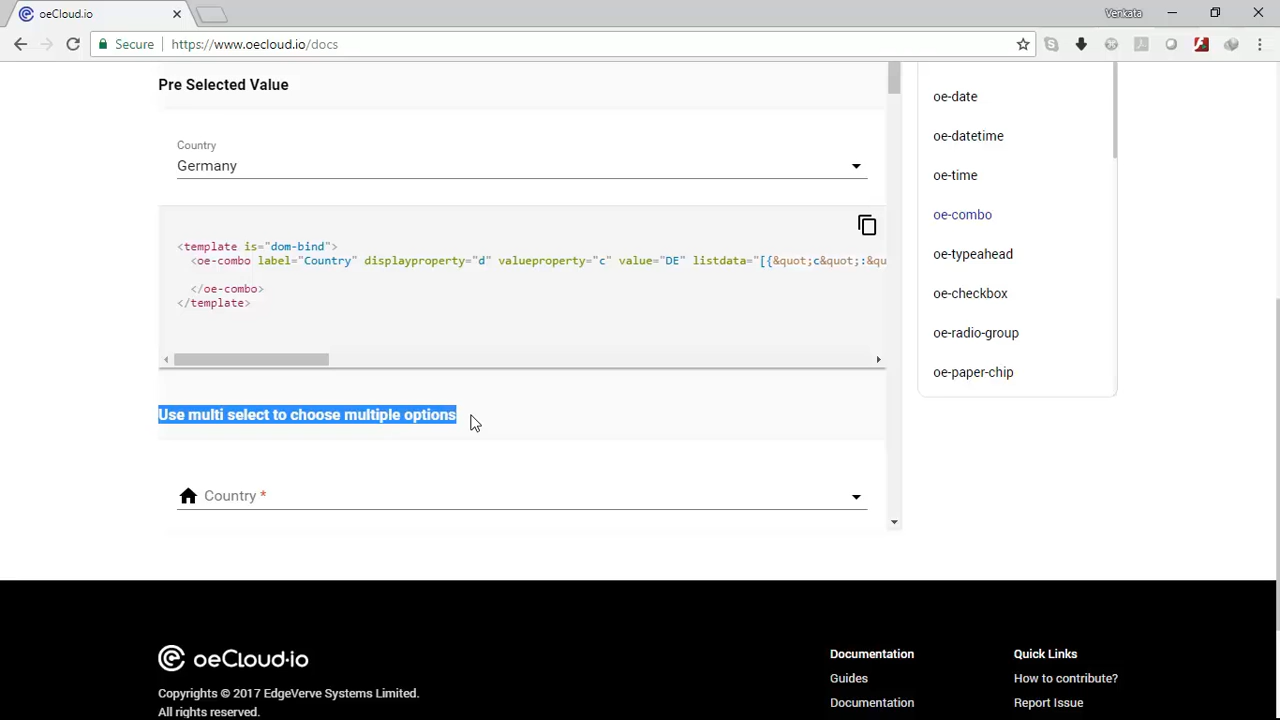 oeCloud.io
Venkata
Secure https://www.oecloud.io/docs
Pre Selected Value
Country
Germany
<template is="dom-bind">
<oe-combo label="Country" displayproperty="d" valueproperty="c" value="DE" listdata="[{&quot;c&quot;:&qu
</oe-combo>
</template>
Use multi select to choose multiple options
Country *
oe-date
oe-datetime
oe-time
oe-combo
oe-typeahead
oe-checkbox
oe-radio-group
oe-paper-chip
oeCloud.io
Copyrights © 2017 EdgeVerve Systems Limited.
All rights reserved.
Documentation
Guides
Documentation
Quick Links
How to contribute?
Report Issue